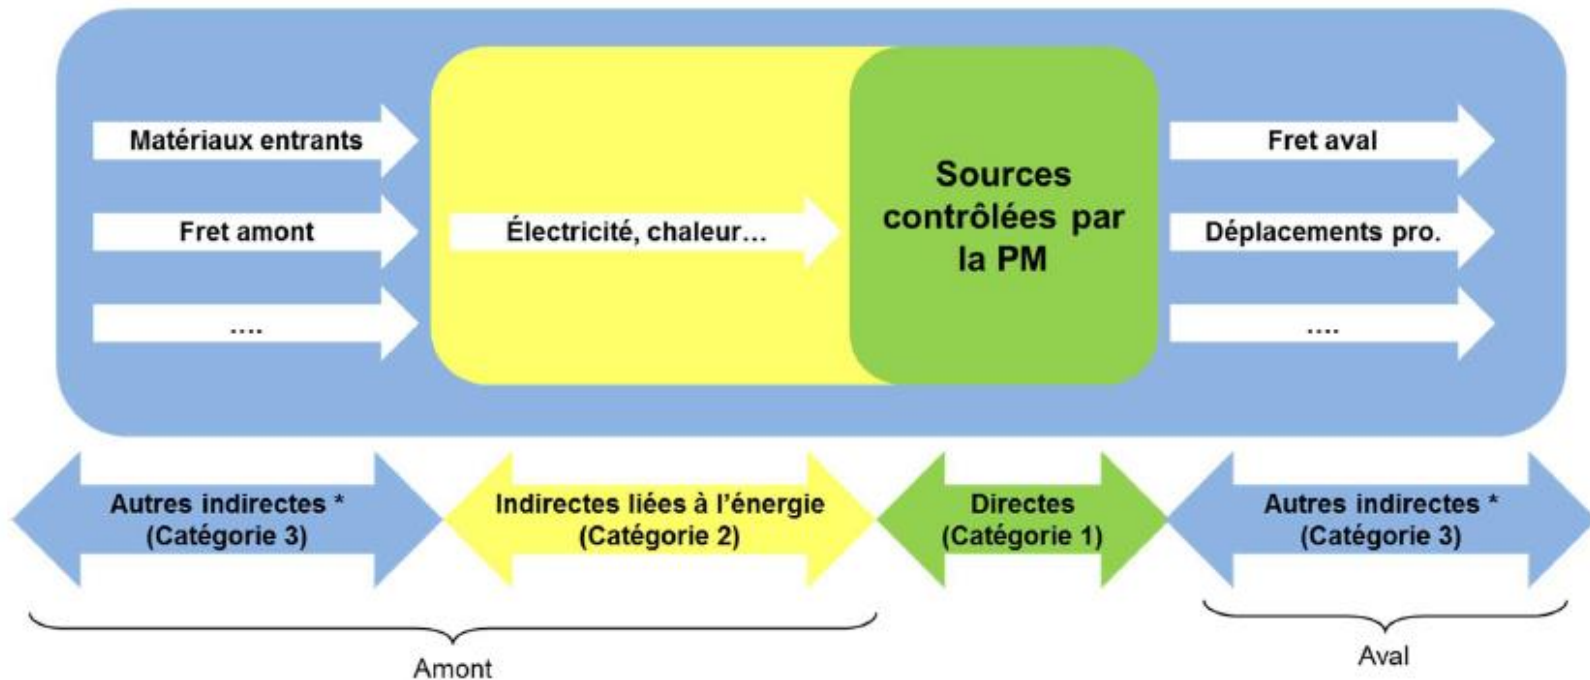 Matériaux entrants
Fret amont
....
Électricité, chaleur...
Sources
contrôlées par
la PM
Fret aval
Déplacements pro.
....
Autres indirectes *
(Catégorie 3)
Indirectes liées à l'énergie
(Catégorie 2)
Directes
(Catégorie 1)
Autres indirectes *
(Catégorie 3)
Amont
Aval